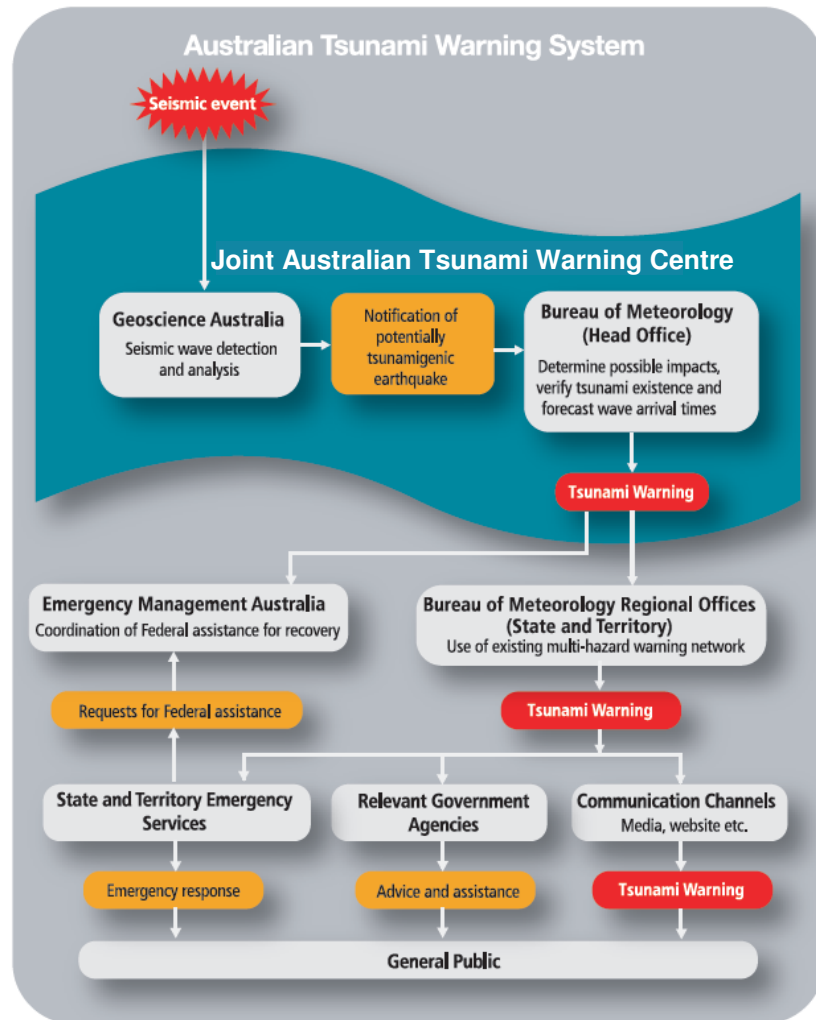 Australian Tsunami Warning System
Seismic event
Joint Australian Tsunami Warning Centre
Geoscience Australia
Seismic wave detection
and analysis
Notification of
potentially
tsunamigenic
earthquake
Bureau of Meteorology
(Head Office)
Determine possible impacts,
verify tsunami existence and
forecast wave arrival times
Tsunami Warning
Emergency Management Australia
Coordination of Federal assistance for recovery
Bureau of Meteorology Regional Offices
(State and Territory)
Use of existing multi-hazard warning network
Requests for Federal assistance
Tsunami Warning
State and Territory Emergency
Services
Relevant Government
Agencies
Communication Channels
Media, website etc.
Emergency response
Advice and assistance
Tsunami Warning
General Public